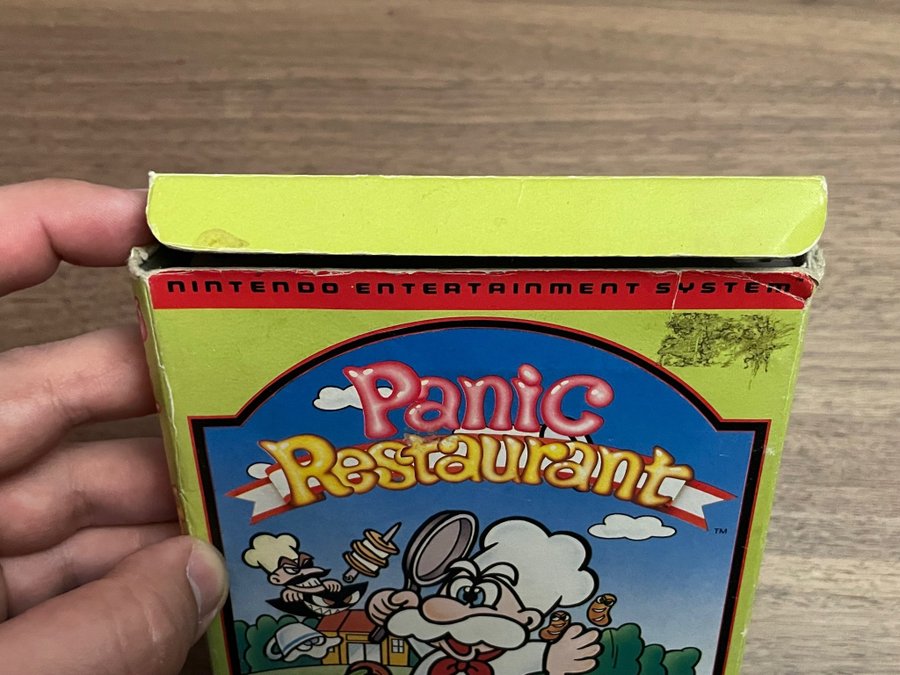 NINTENDO ENTERTAINMENT SYSTEM
Panic
Restaurant
TM